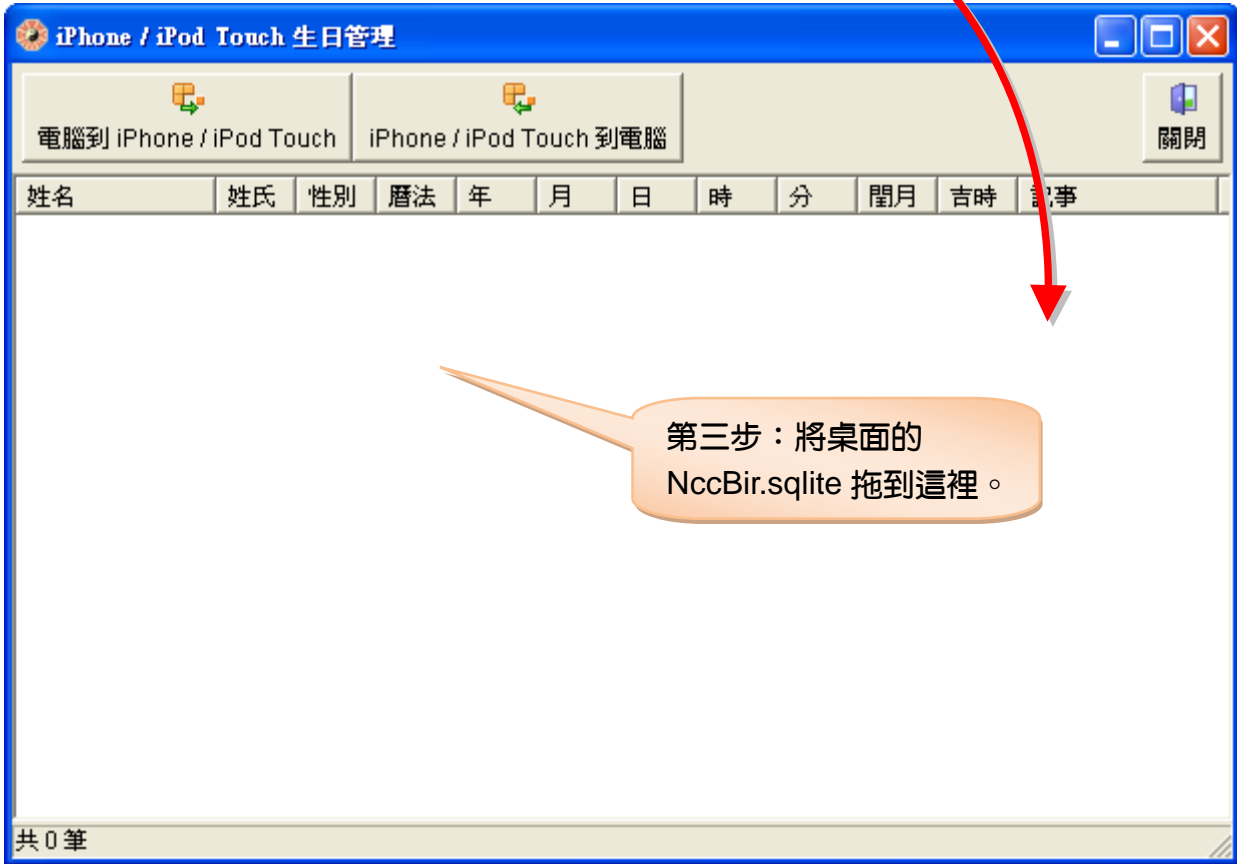 iPhone / iPod Touch 生日管理
電腦到 iPhone / iPod Touch
iPhone / iPod Touch 到電腦
關閉
姓名 姓氏 性別 曆法 年 月 日 時 分 閏月 吉時 記事
第三步：將桌面的
NccBir.sqlite 拖到這裡。
共 0 筆